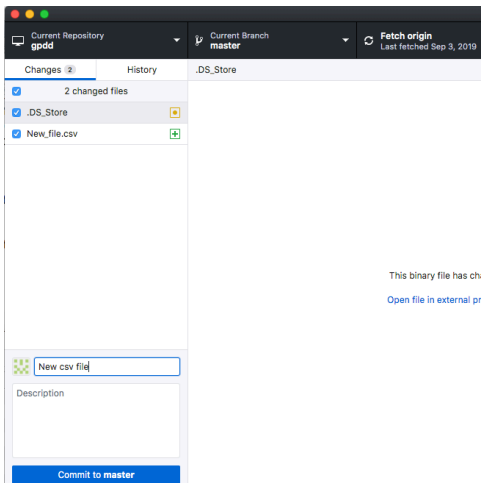 Current Repository
gpdd
Current Branch
master
Fetch origin
Last fetched Sep 3, 2019
Changes 2
History
.DS_Store
2 changed files
.DS_Store
New_file.csv
This binary file has cha
Open file in external pr
New csv file
Description
Commit to master